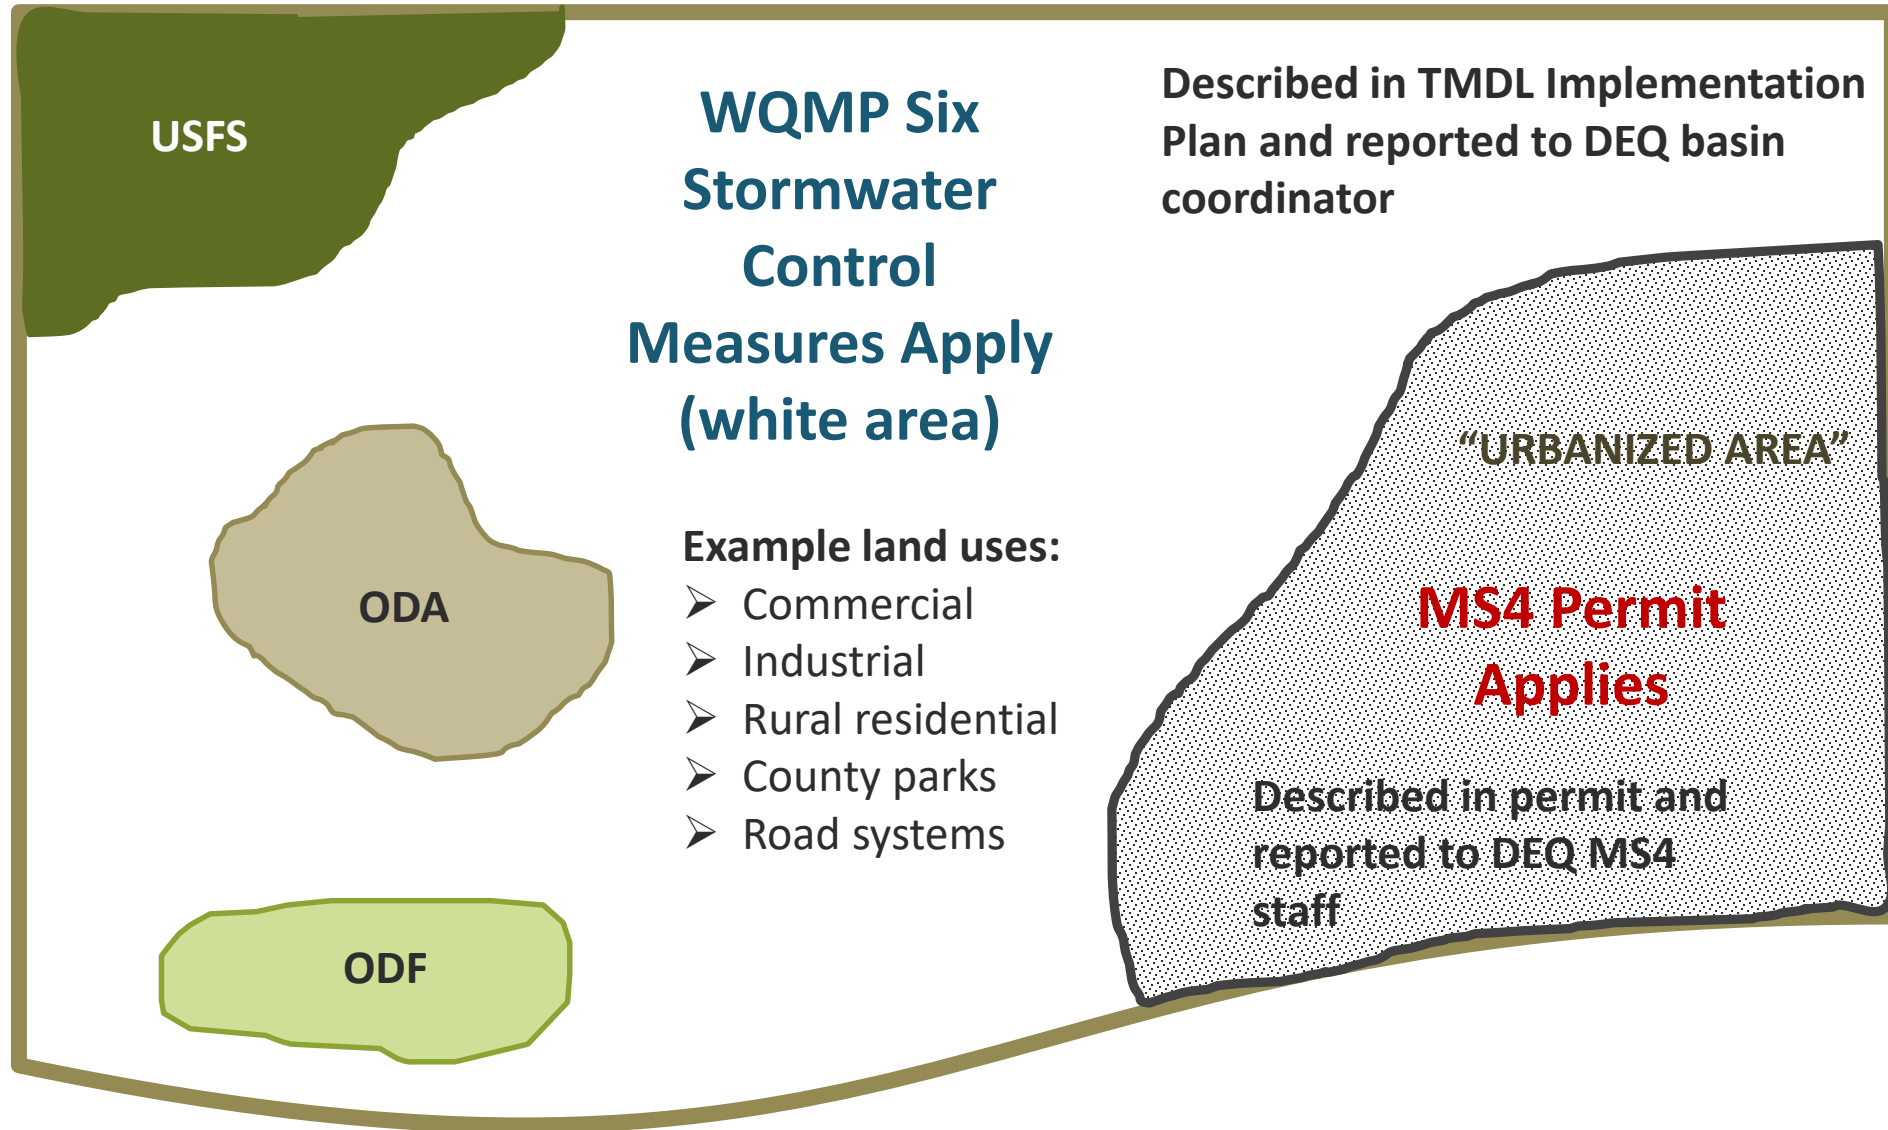 USFS
WQMP Six
Stormwater
Control
Measures Apply
(white area)
Described in TMDL Implementation
Plan and reported to DEQ basin
coordinator
ODA
Example land uses:
➢ Commercial
➢ Industrial
➢ Rural residential
➢ County parks
➢ Road systems
“URBANIZED AREA”
MS4 Permit
Applies
Described in permit and
reported to DEQ MS4
staff
ODF